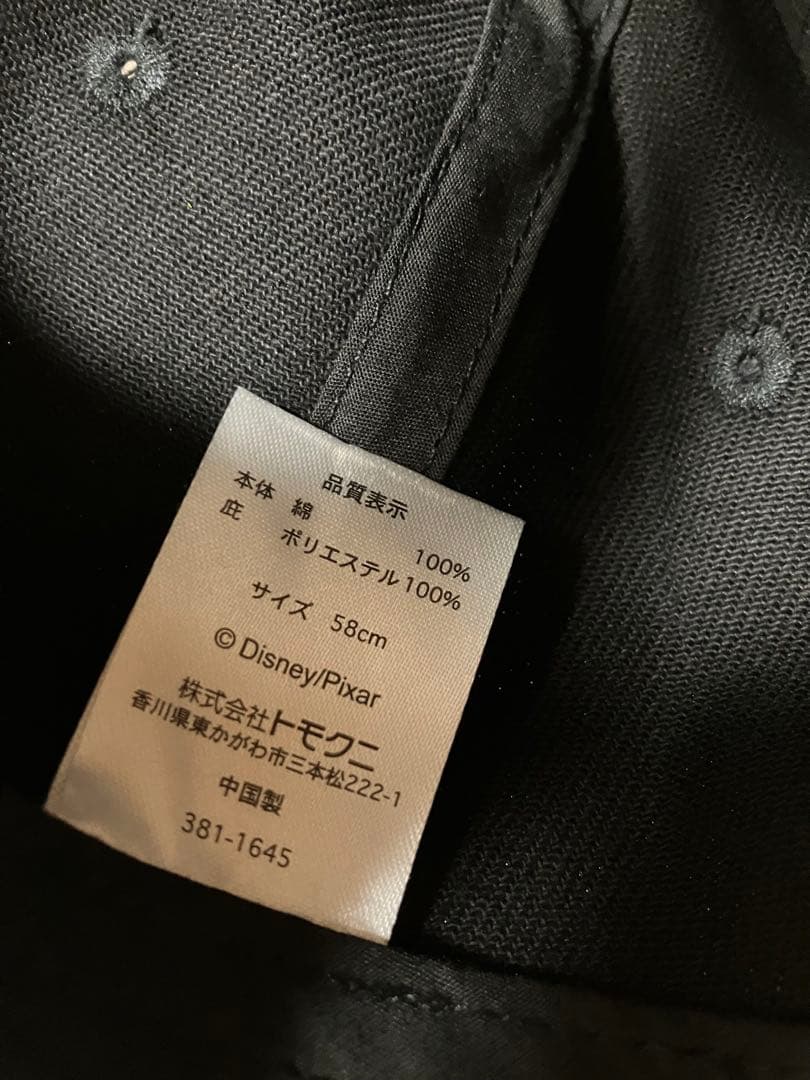 品質表示
本体 綿 100%
庇 ポリエステル100%
サイズ 58cm
©Disney/Pixar
株式会社トモクニ
香川県東かがわ市三本松222-1
中国製
381-1645